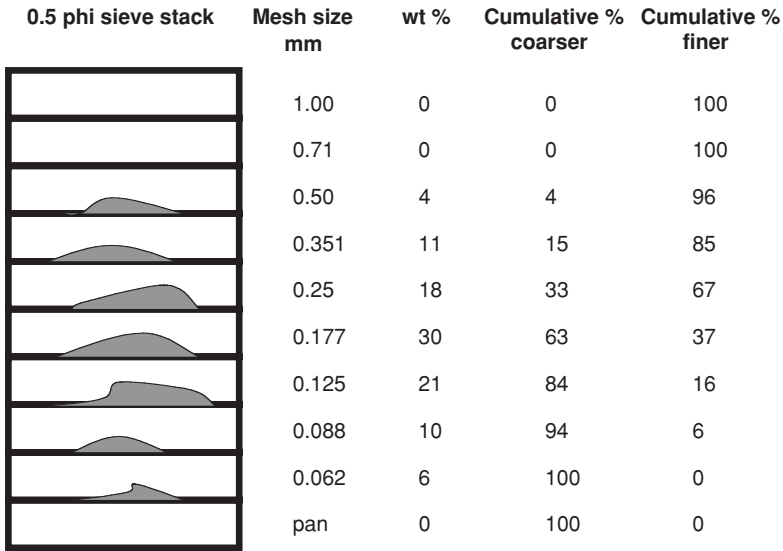 0.5 phi sieve stack Mesh size wt % Cumulative % Cumulative %
mm coarser finer
1.00 0 0 100
0.71 0 0 100
0.50 4 4 96
0.351 11 15 85
0.25 18 33 67
0.177 30 63 37
0.125 21 84 16
0.088 10 94 6
0.062 6 100 0
pan 0 100 0